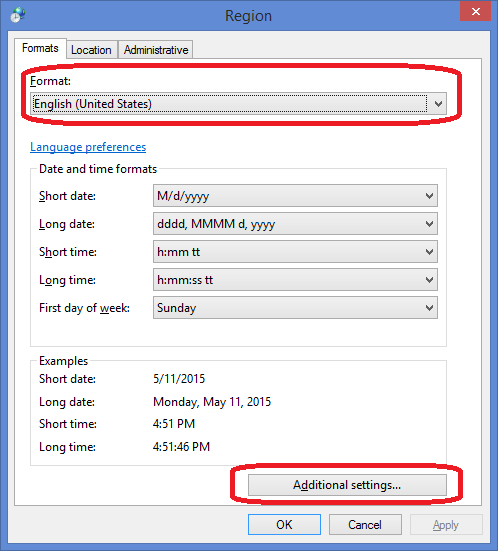 Region
Formats Location Administrative
Format:
English (United States)
Language preferences
Date and time formats
Short date: M/d/yyyy
Long date: dddd, MMMM d, yyyy
Short time: h:mm tt
Long time: h:mm:ss tt
First day of week: Sunday
Examples
Short date: 5/11/2015
Long date: Monday, May 11, 2015
Short time: 4:51 PM
Long time: 4:51:46 PM
Additional settings...
OK Cancel Apply